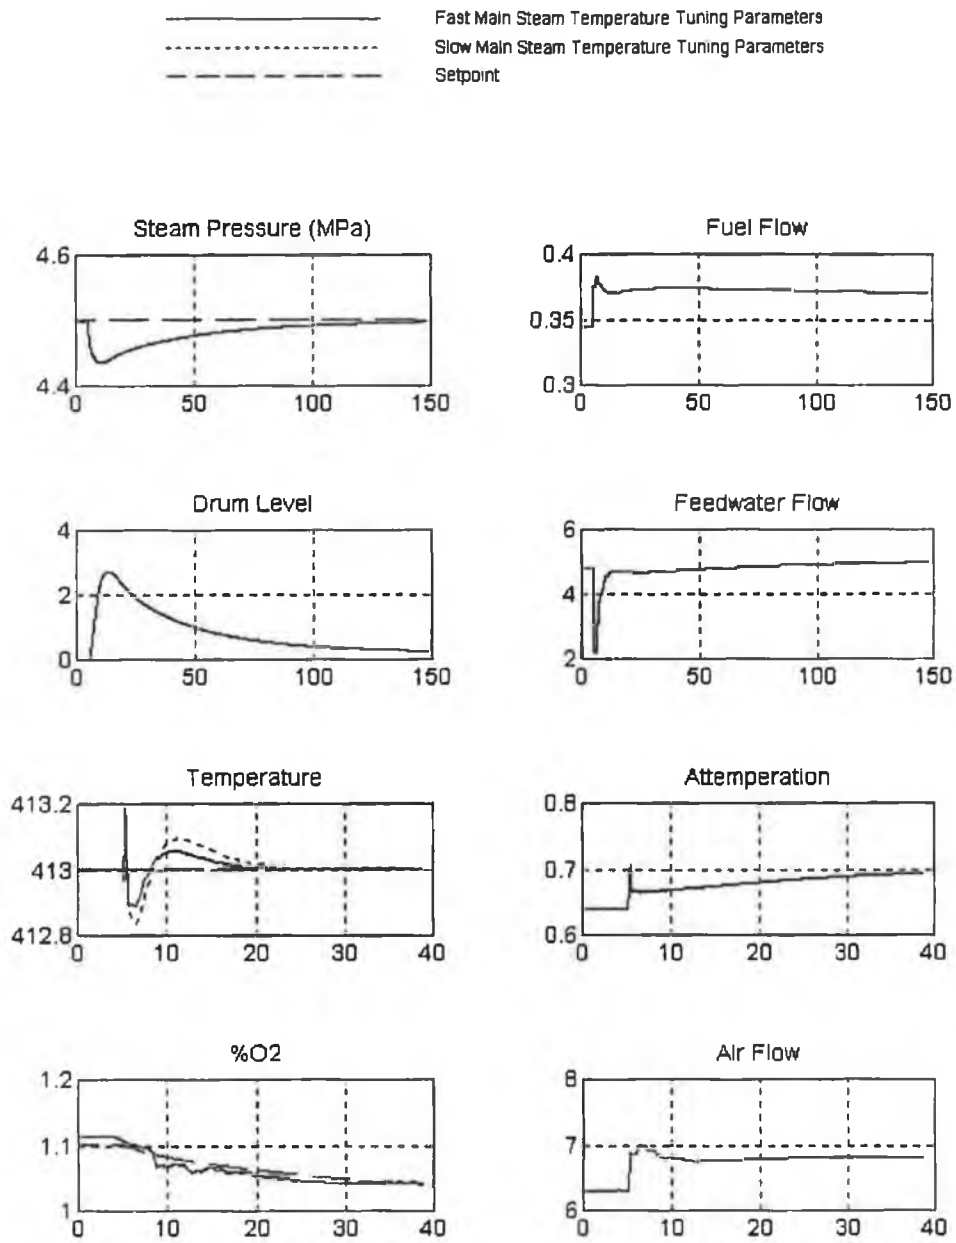 Fast Main Steam Temperature Tuning Parameters
Slow Main Steam Temperature Tuning Parameters
Setpoint
Steam Pressure (MPa)
4.6
4.4
0 50 100 150
Fuel Flow
0.4
0.35
0.3
0 50 100 150
Drum Level
4
2
0
0 50 100 150
Feedwater Flow
6
4
2
0 50 100 150
Temperature
413.2
413
412.8
0 10 20 30 40
Attemperation
0.8
0.7
0.6
0 10 20 30 40
%O2
1.2
1.1
1
0 10 20 30 40
Air Flow
8
7
6
0 10 20 30 40